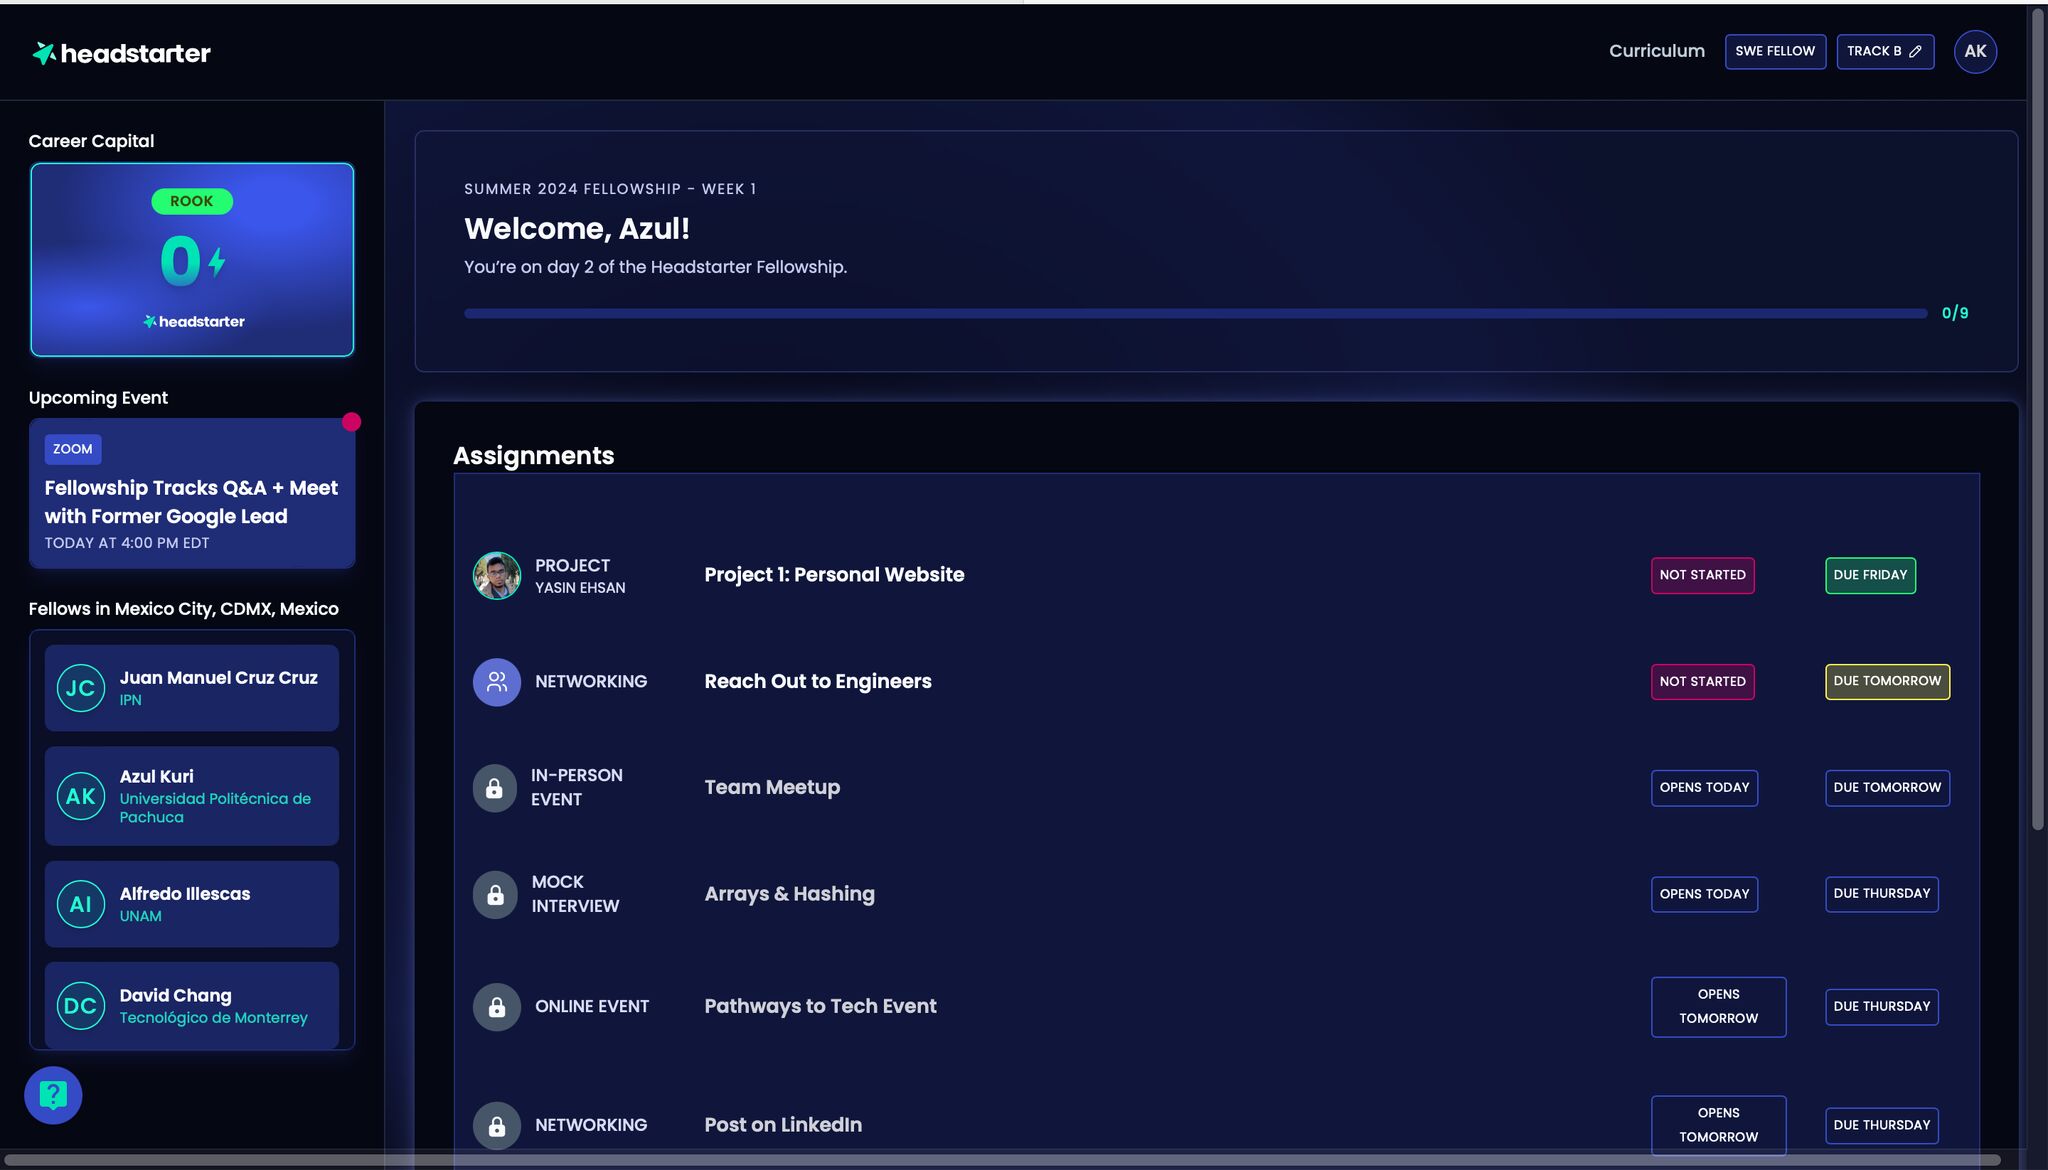 headstarter
Curriculum
SWE FELLOW
TRACK B
AK
Career Capital
ROOK
0
headstarter
Upcoming Event
ZOOM
Fellowship Tracks Q&A + Meet
with Former Google Lead
TODAY AT 4:00 PM EDT
Fellows in Mexico City, CDMX, Mexico
JC
Juan Manuel Cruz Cruz
IPN
AK
Azul Kuri
Universidad Politécnica de
Pachuca
AI
Alfredo Illescas
UNAM
DC
David Chang
Tecnológico de Monterrey
?
SUMMER 2024 FELLOWSHIP - WEEK 1
Welcome, Azul!
You're on day 2 of the Headstarter Fellowship.
0/9
Assignments
PROJECT
YASIN EHSAN
Project 1: Personal Website
NOT STARTED
DUE FRIDAY
NETWORKING
Reach Out to Engineers
NOT STARTED
DUE TOMORROW
IN-PERSON
EVENT
Team Meetup
OPENS TODAY
DUE TOMORROW
MOCK
INTERVIEW
Arrays & Hashing
OPENS TODAY
DUE THURSDAY
ONLINE EVENT
Pathways to Tech Event
OPENS
TOMORROW
DUE THURSDAY
NETWORKING
Post on LinkedIn
OPENS
TOMORROW
DUE THURSDAY